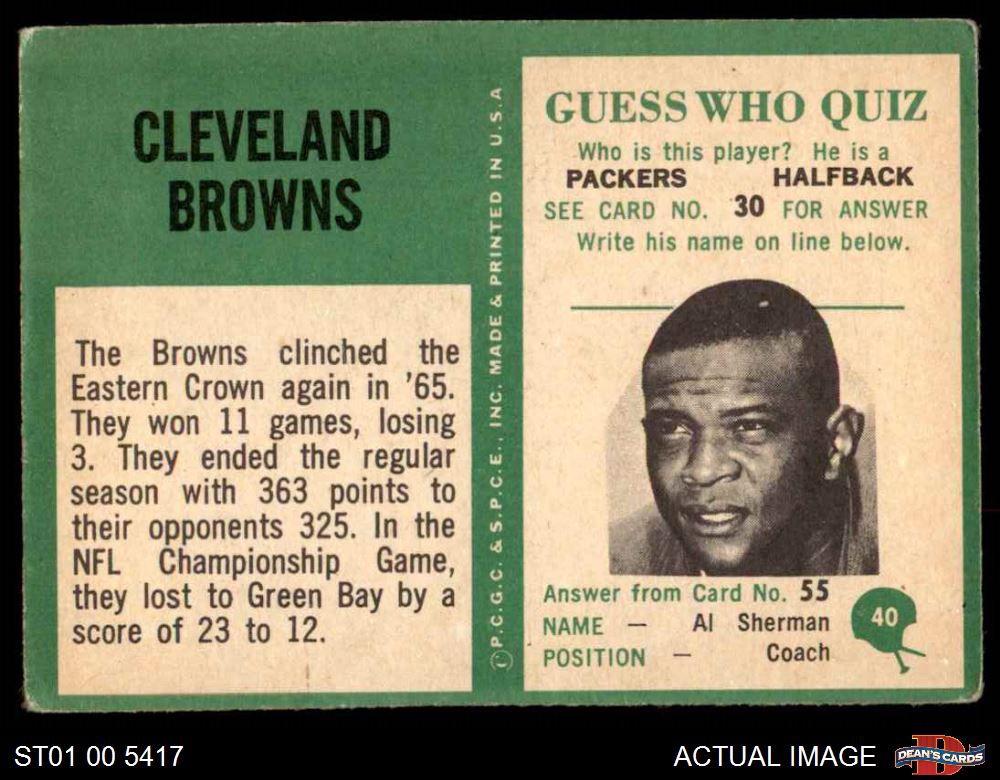 CLEVELAND
BROWNS
The Browns clinched the
Eastern Crown again in '65.
They won 11 games, losing
3. They ended the regular
season with 363 points to
their opponents 325. In the
NFL Championship Game,
they lost to Green Bay by a
score of 23 to 12.
©P.C.G.C. & S.P.C.E., INC. MADE & PRINTED IN U.S.A
GUESS WHO QUIZ
Who is this player? He is a
PACKERS HALFBACK
SEE CARD NO. 30 FOR ANSWER
Write his name on line below.
Answer from Card No. 55
NAME — Al Sherman
POSITION — Coach
40
ST01 00 5417
ACTUAL IMAGE
D
DEAN'S CARDS